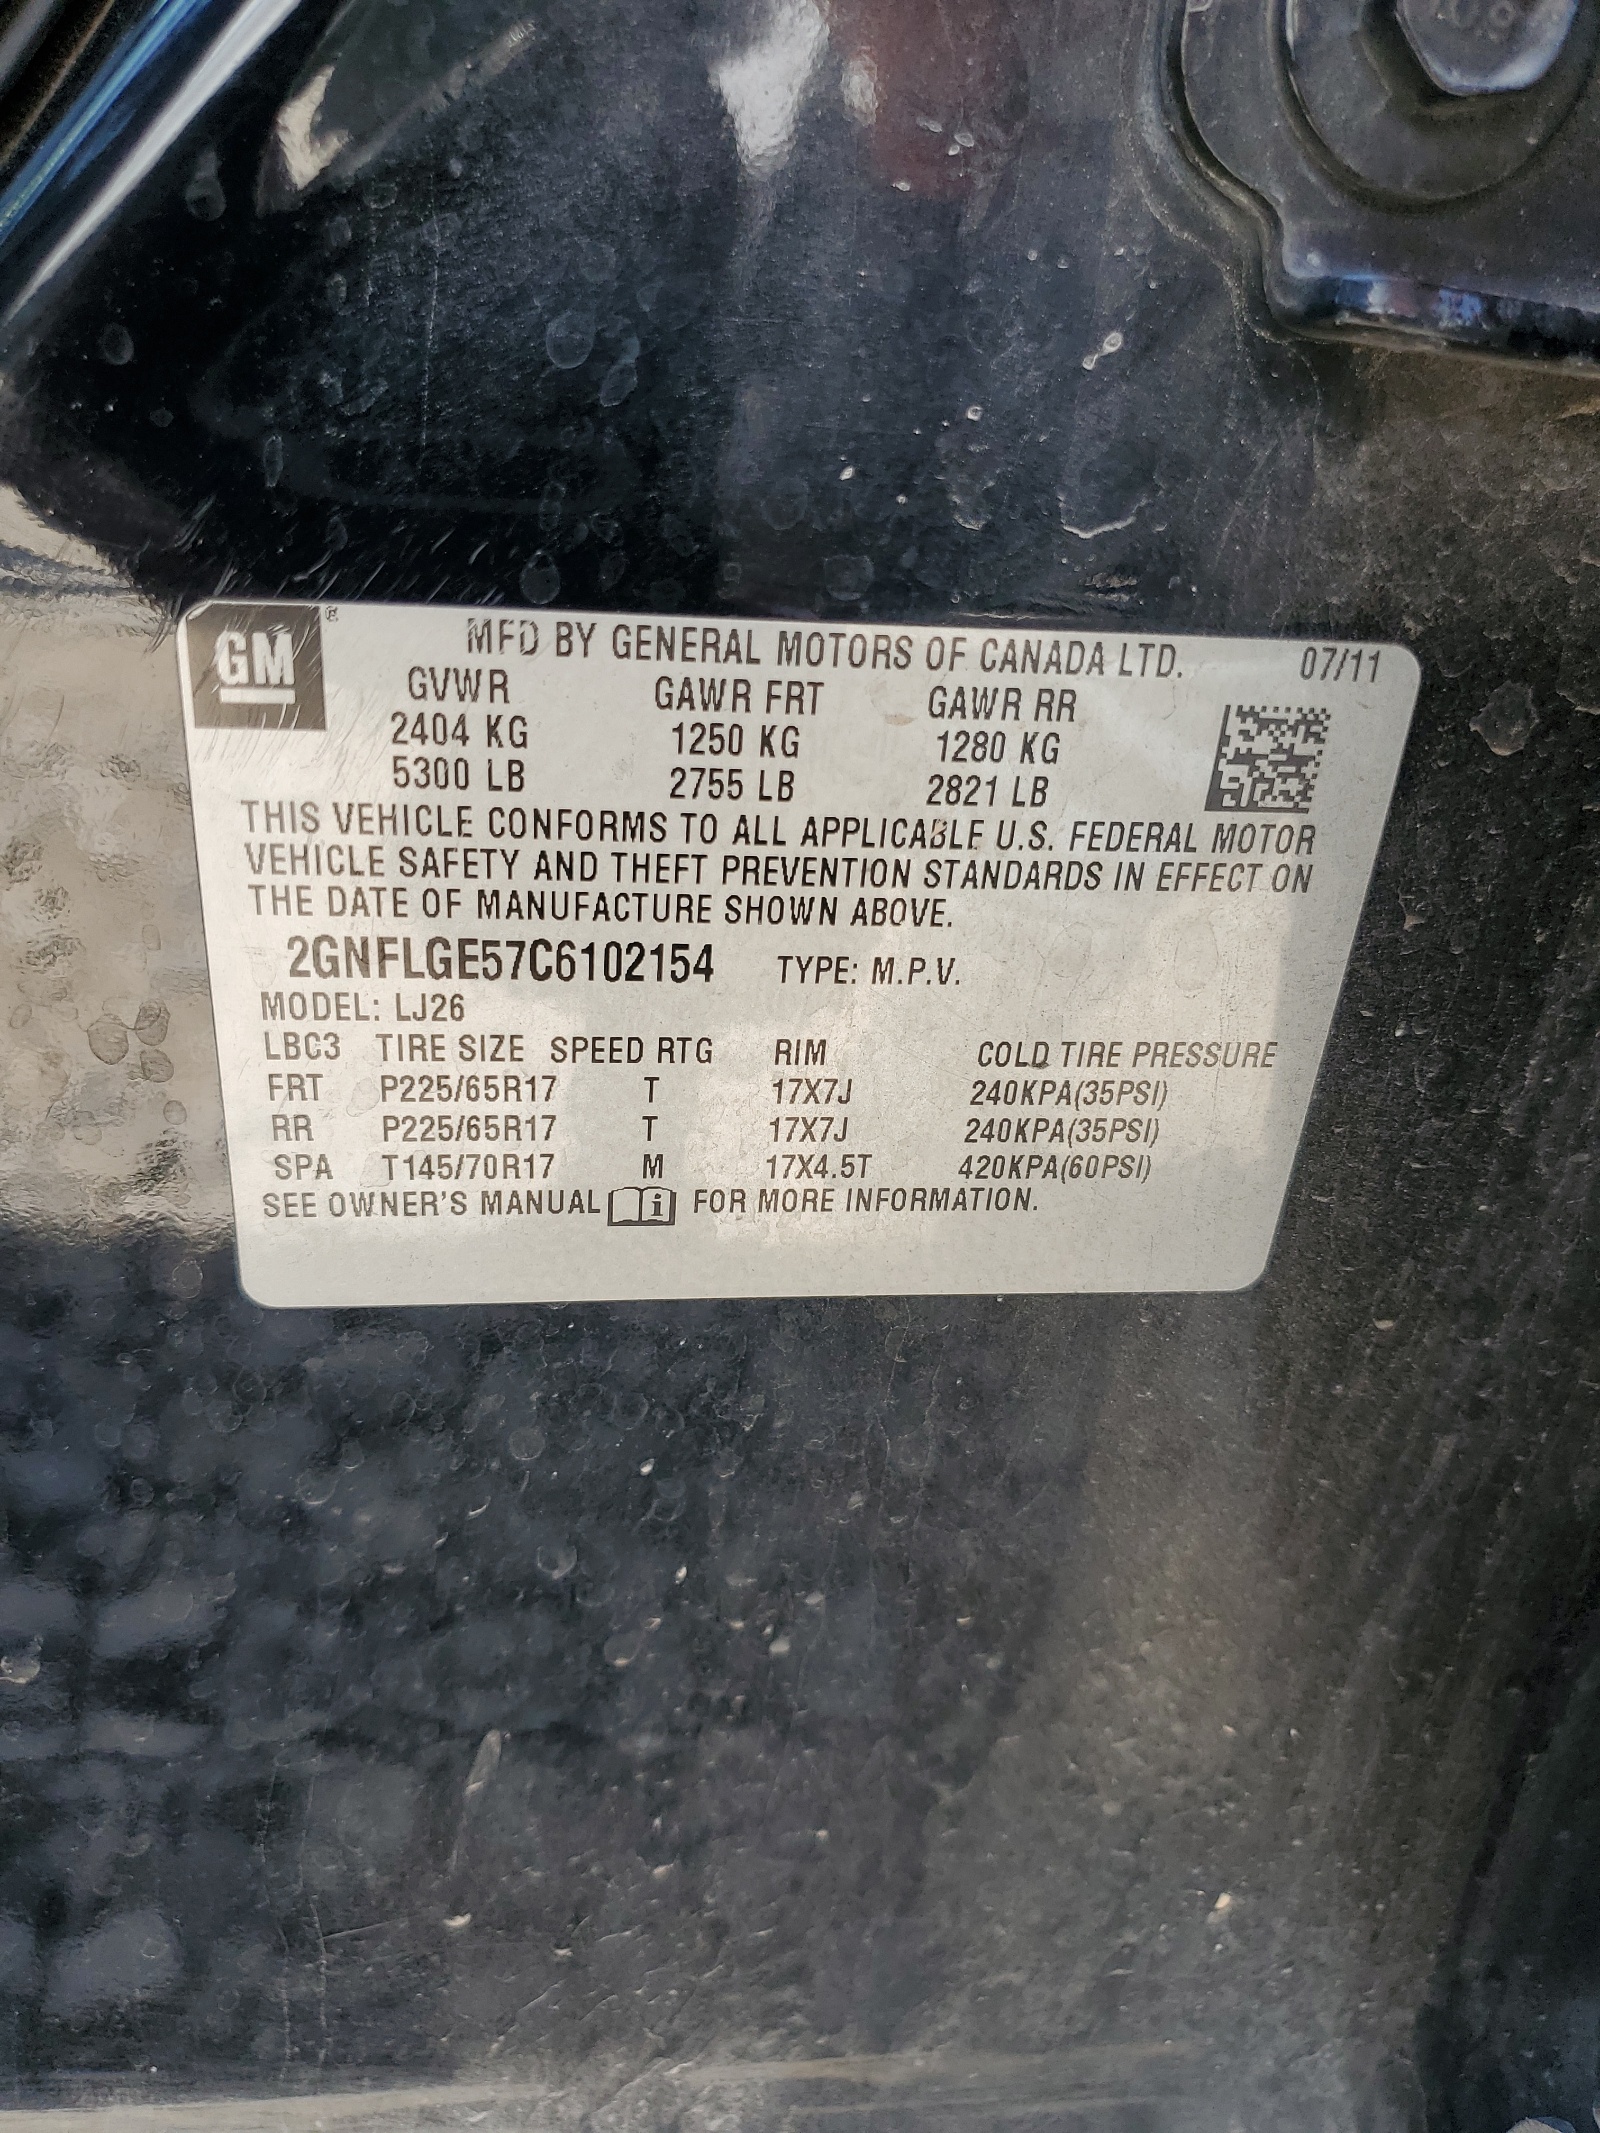 GM® MFD BY GENERAL MOTORS OF CANADA LTD. 07/11
GVWR GAWR FRT GAWR RR
2404 KG 1250 KG 1280 KG
5300 LB 2755 LB 2821 LB
THIS VEHICLE CONFORMS TO ALL APPLICABLE U.S. FEDERAL MOTOR
VEHICLE SAFETY AND THEFT PREVENTION STANDARDS IN EFFECT ON
THE DATE OF MANUFACTURE SHOWN ABOVE.
2GNFLGE57C6102154 TYPE: M.P.V.
MODEL: LJ26
LBC3 TIRE SIZE SPEED RTG RIM COLD TIRE PRESSURE
FRT P225/65R17 T 17X7J 240KPA(35PSI)
RR P225/65R17 T 17X7J 240KPA(35PSI)
SPA T145/70R17 M 17X4.5T 420KPA(60PSI)
SEE OWNER'S MANUAL i FOR MORE INFORMATION.